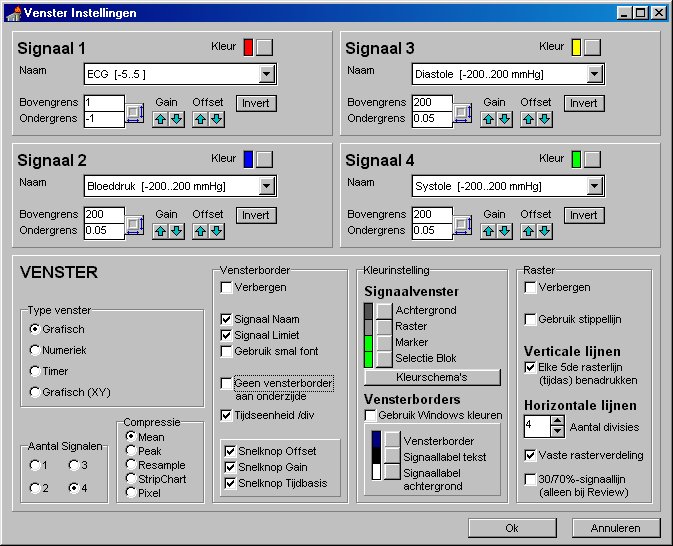 Venster Instellingen
Signaal 1
Kleur
Naam
ECG [-5..5 ]
Bovengrens 1
Ondergrens -1
Gain Offset
Invert
Signaal 3
Kleur
Naam
Diastole [-200..200 mmHg]
Bovengrens 200
Ondergrens 0.05
Gain Offset
Invert
Signaal 2
Kleur
Naam
Bloeddruk [-200..200 mmHg]
Bovengrens 200
Ondergrens 0.05
Gain Offset
Invert
Signaal 4
Kleur
Naam
Systole [-200..200 mmHg]
Bovengrens 200
Ondergrens 0.05
Gain Offset
Invert
VENSTER
Type venster
Grafisch
Numeriek
Timer
Grafisch (XY)
Aantal Signalen
1 3
2 4
Compressie
Mean
Peak
Resample
StripChart
Pixel
Vensterborder
Verbergen
Signaal Naam
Signaal Limiet
Gebruik smal font
Geen vensterborder
aan onderzijde
Tijdseenheid /div
Snelknop Offset
Snelknop Gain
Snelknop Tijdbasis
Kleurinstelling
Signaalvenster
Achtergrond
Raster
Marker
Selectie Blok
Kleurschema's
Vensterborders
Gebruik Windows kleuren
Vensterborder
Signaallabel tekst
Signaallabel
achtergrond
Raster
Verbergen
Gebruik stippellijn
Verticale lijnen
Elke 5de rasterlijn
(tijdas) benadrukken
Horizontale lijnen
4 Aantal divisies
Vaste rasterverdeling
30/70%-signaallijn
(alleen bij Review)
Ok
Annuleren